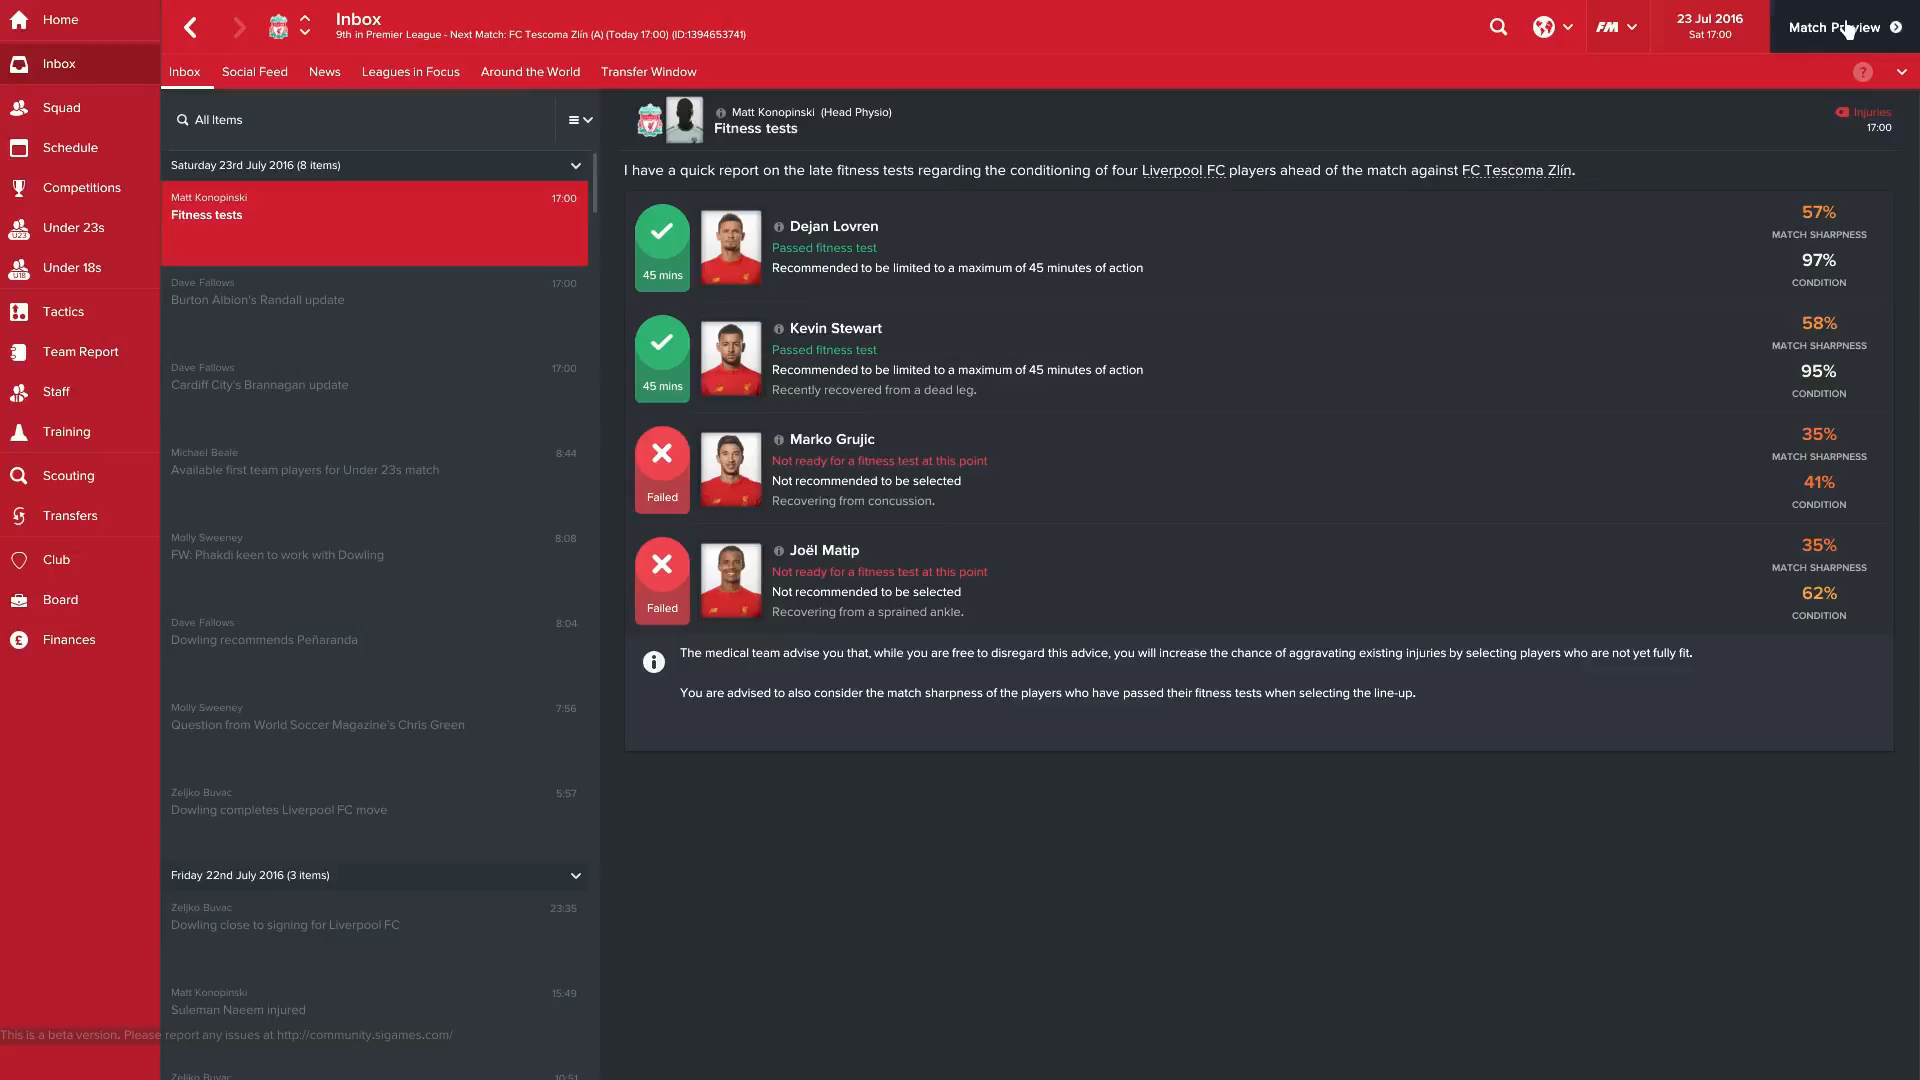 Home
Inbox
Squad
Schedule
Competitions
U23
Under 23s
U18
Under 18s
Tactics
Team Report
Staff
Training
Scouting
Transfers
Club
Board
£
Finances
Inbox
9th in Premier League - Next Match: FC Tescoma Zlín (A) (Today 17:00) (ID:1394653741)
FM
23 Jul 2016
Sat 17:00
Match Preview
Inbox Social Feed News Leagues in Focus Around the World Transfer Window
?
All Items
Saturday 23rd July 2016 (8 items)
Matt Konopinski 17:00
Fitness tests
Dave Fallows 17:00
Burton Albion's Randall update
Dave Fallows 17:00
Cardiff City's Brannagan update
Michael Beale 8:44
Available first team players for Under 23s match
Molly Sweeney 8:08
FW: Phakdi keen to work with Dowling
Dave Fallows 8:04
Dowling recommends Peñaranda
Molly Sweeney 7:56
Question from World Soccer Magazine's Chris Green
Zeljko Buvac 5:57
Dowling completes Liverpool FC move
Friday 22nd July 2016 (3 items)
Zeljko Buvac 23:35
Dowling close to signing for Liverpool FC
Matt Konopinski 15:49
Suleman Naeem injured
This is a beta version. Please report any issues at http://community.sigames.com/
Zeljko Buvac 10:51
Matt Konopinski (Head Physio)
Fitness tests
Injuries
17:00
I have a quick report on the late fitness tests regarding the conditioning of four Liverpool FC players ahead of the match against FC Tescoma Zlín.
45 mins
Dejan Lovren
Passed fitness test
Recommended to be limited to a maximum of 45 minutes of action
57%
MATCH SHARPNESS
97%
CONDITION
45 mins
Kevin Stewart
Passed fitness test
Recommended to be limited to a maximum of 45 minutes of action
Recently recovered from a dead leg.
58%
MATCH SHARPNESS
95%
CONDITION
Failed
Marko Grujic
Not ready for a fitness test at this point
Not recommended to be selected
Recovering from concussion.
35%
MATCH SHARPNESS
41%
CONDITION
Failed
Joël Matip
Not ready for a fitness test at this point
Not recommended to be selected
Recovering from a sprained ankle.
35%
MATCH SHARPNESS
62%
CONDITION
The medical team advise you that, while you are free to disregard this advice, you will increase the chance of aggravating existing injuries by selecting players who are not yet fully fit.
You are advised to also consider the match sharpness of the players who have passed their fitness tests when selecting the line-up.